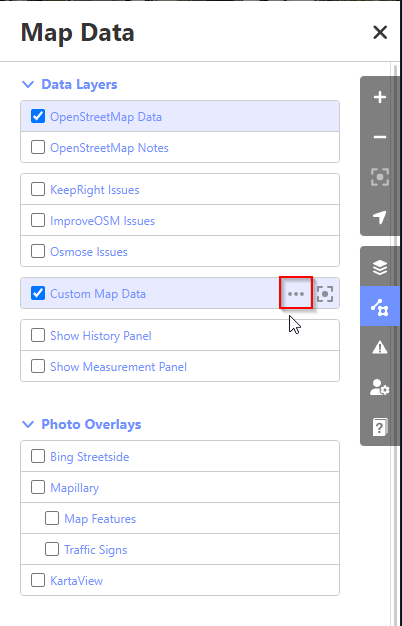 Map Data
Data Layers
OpenStreetMap Data
OpenStreetMap Notes
KeepRight Issues
ImproveOSM Issues
Osmose Issues
Custom Map Data
Show History Panel
Show Measurement Panel
Photo Overlays
Bing Streetside
Mapillary
Map Features
Traffic Signs
KartaView